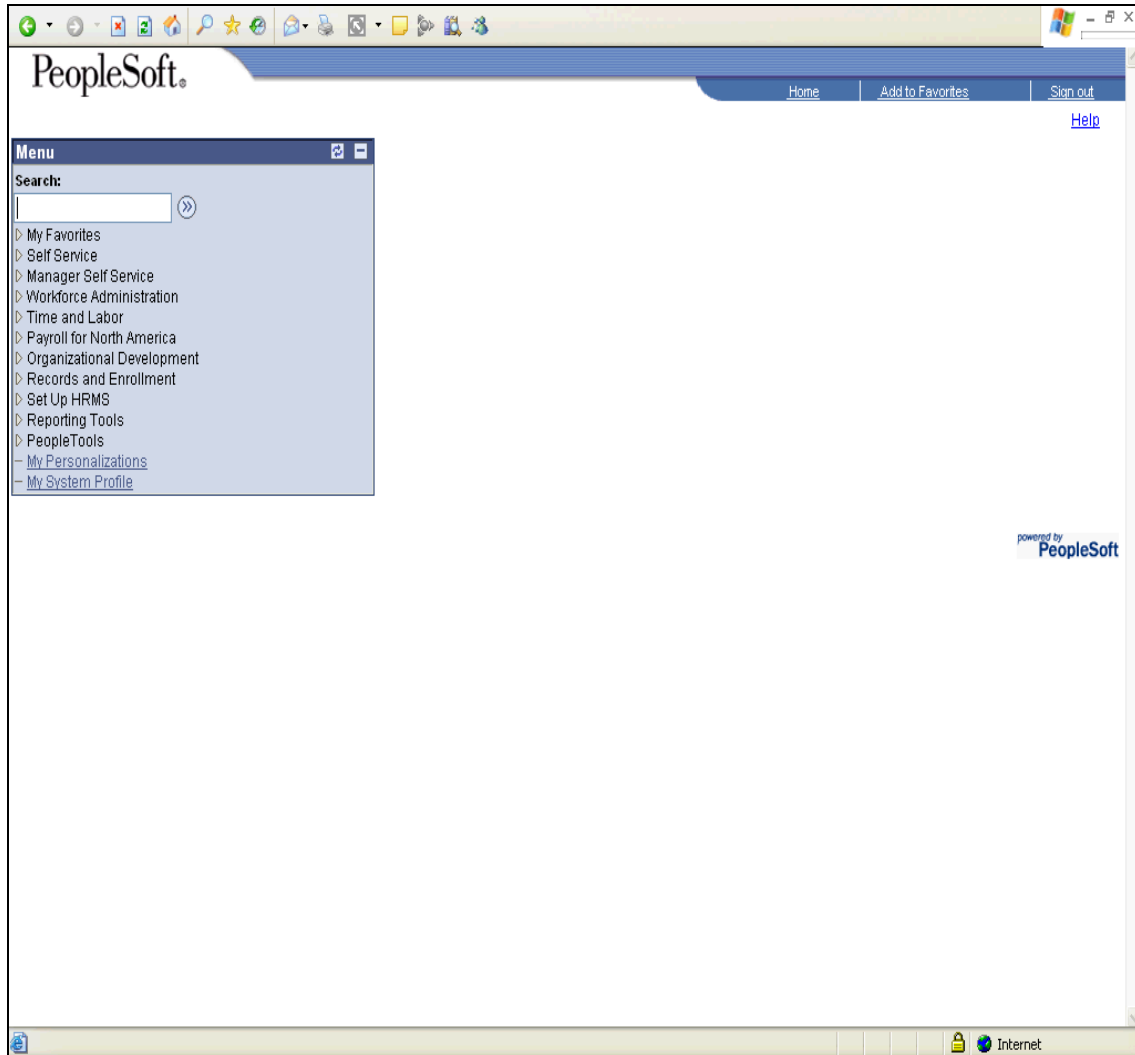 PeopleSoft®
Home Add to Favorites Sign out
Help
Menu
Search:
My Favorites
Self Service
Manager Self Service
Workforce Administration
Time and Labor
Payroll for North America
Organizational Development
Records and Enrollment
Set Up HRMS
Reporting Tools
PeopleTools
My Personalizations
My System Profile
powered by
PeopleSoft
Internet